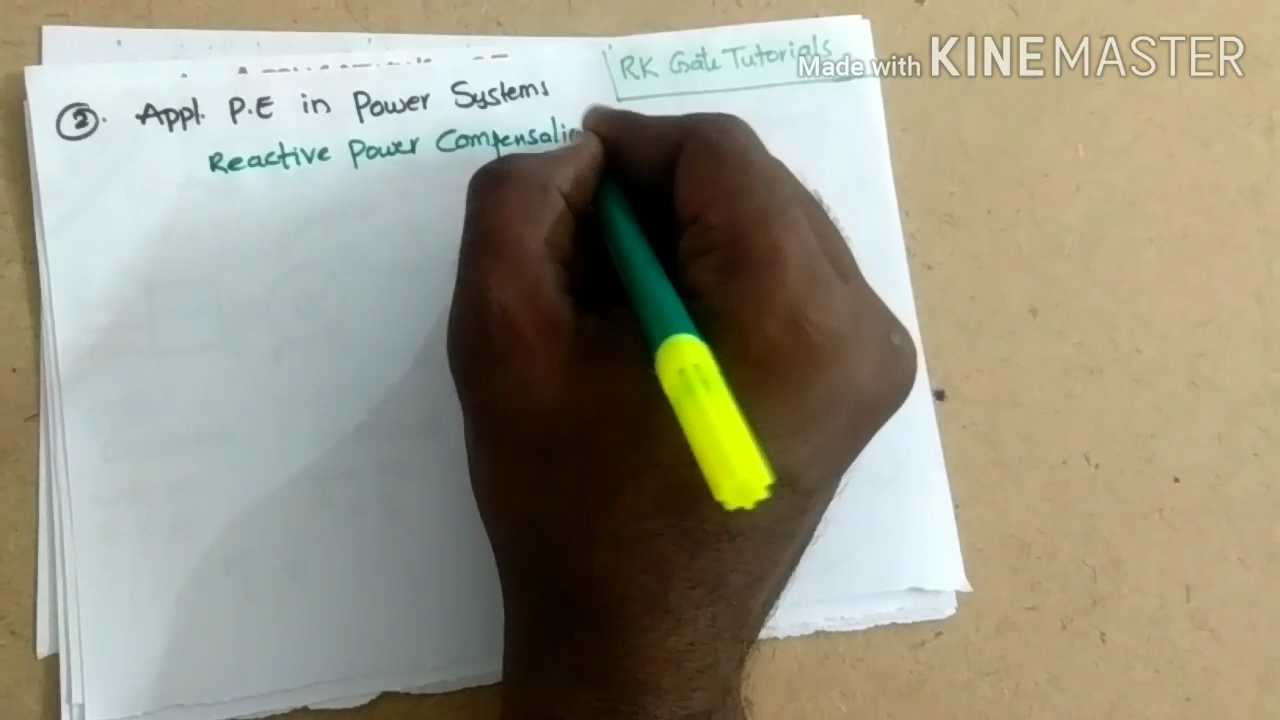 RK Gate Tutorials
Made with KINEMASTER
②. Appl. P.E in Power Systems
Reactive Power Compensatio